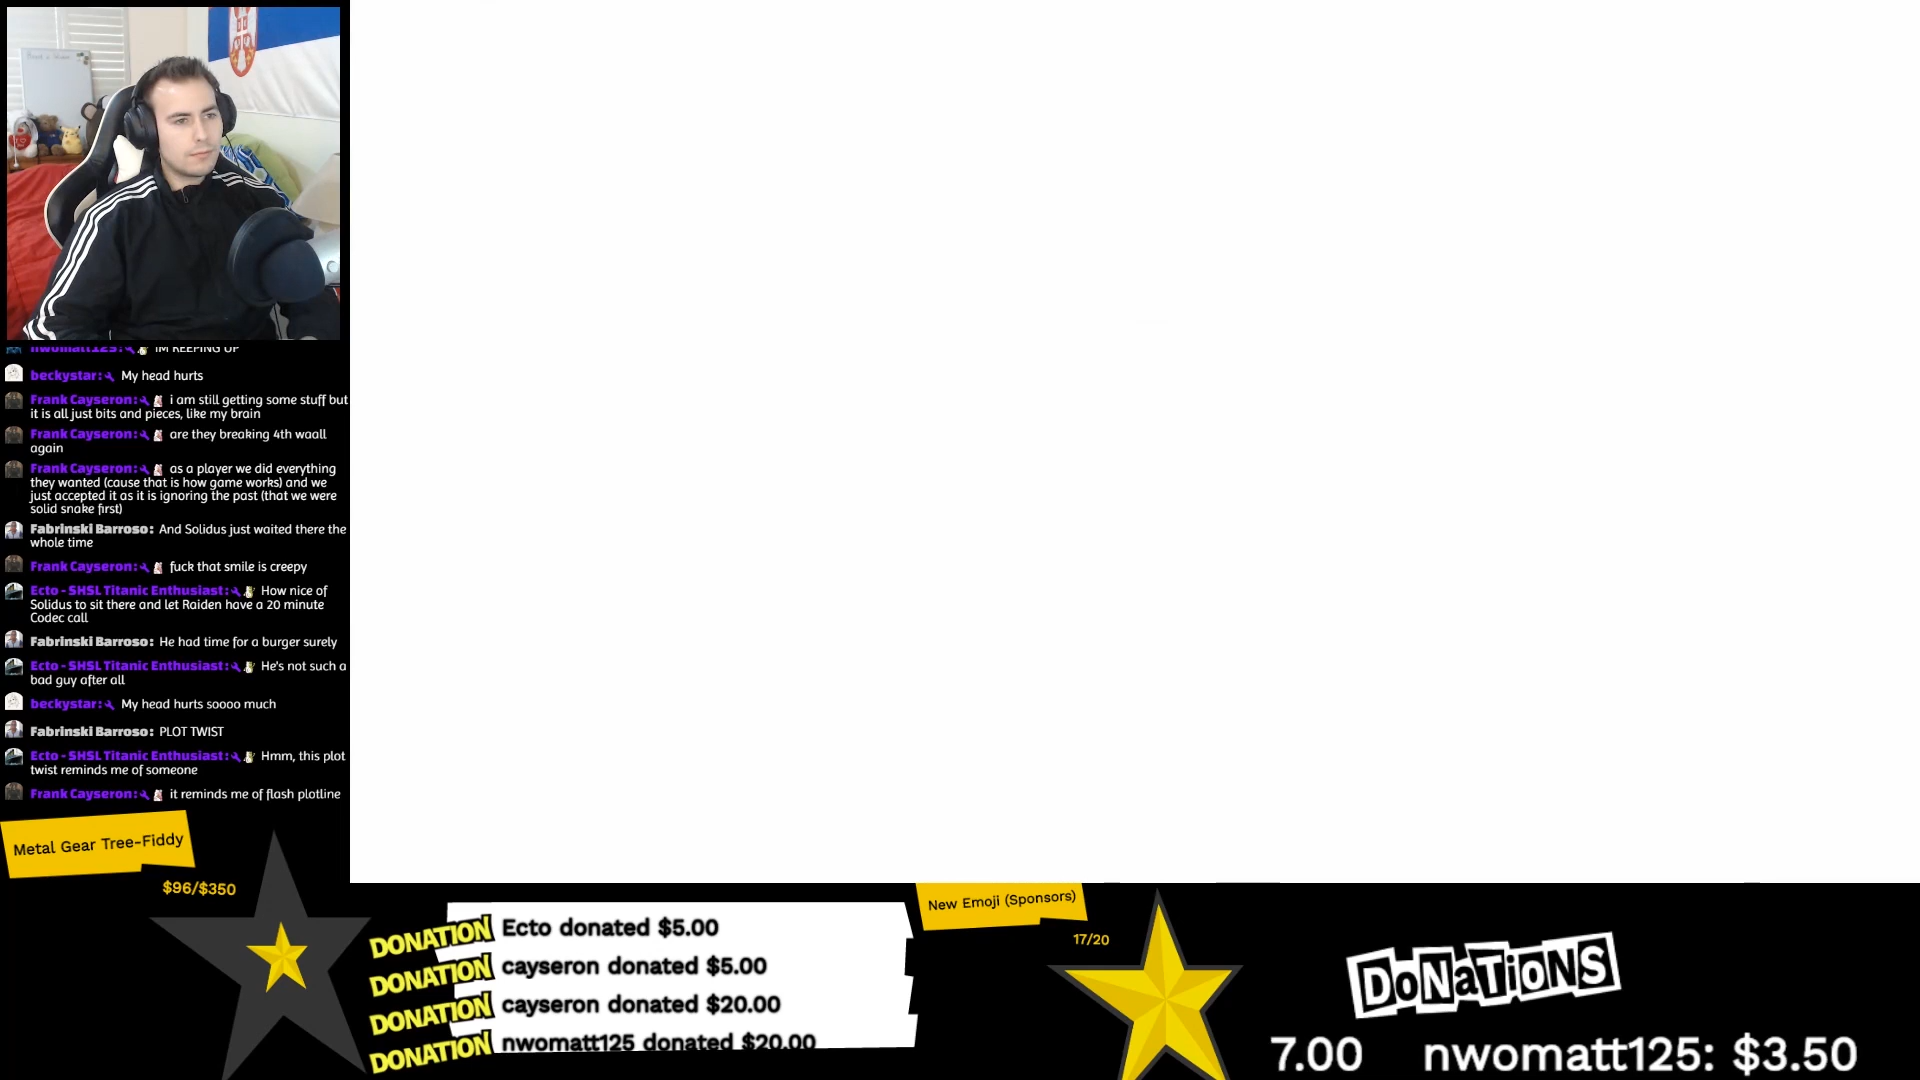 nwomatt125: IM KEEPING UP
beckystar: My head hurts
Frank Cayseron: i am still getting some stuff but
it is all just bits and pieces, like my brain
Frank Cayseron: are they breaking 4th waall
again
Frank Cayseron: as a player we did everything
they wanted (cause that is how game works) and we
just accepted it as it is ignoring the past (that we were
solid snake first)
Fabrinski Barroso: And Solidus just waited there the
whole time
Frank Cayseron: fuck that smile is creepy
Ecto - SHSL Titanic Enthusiast: How nice of
Solidus to sit there and let Raiden have a 20 minute
Codec call
Fabrinski Barroso: He had time for a burger surely
Ecto - SHSL Titanic Enthusiast: He's not such a
bad guy after all
beckystar: My head hurts soooo much
Fabrinski Barroso: PLOT TWIST
Ecto - SHSL Titanic Enthusiast: Hmm, this plot
twist reminds me of someone
Frank Cayseron: it reminds me of flash plotline
Metal Gear Tree-Fiddy
$96/$350
DONATION Ecto donated $5.00
DONATION cayseron donated $5.00
DONATION cayseron donated $20.00
DONATION nwomatt125 donated $20.00
New Emoji (Sponsors)
17/20
DoNaTioNS
7.00 nwomatt125: $3.50